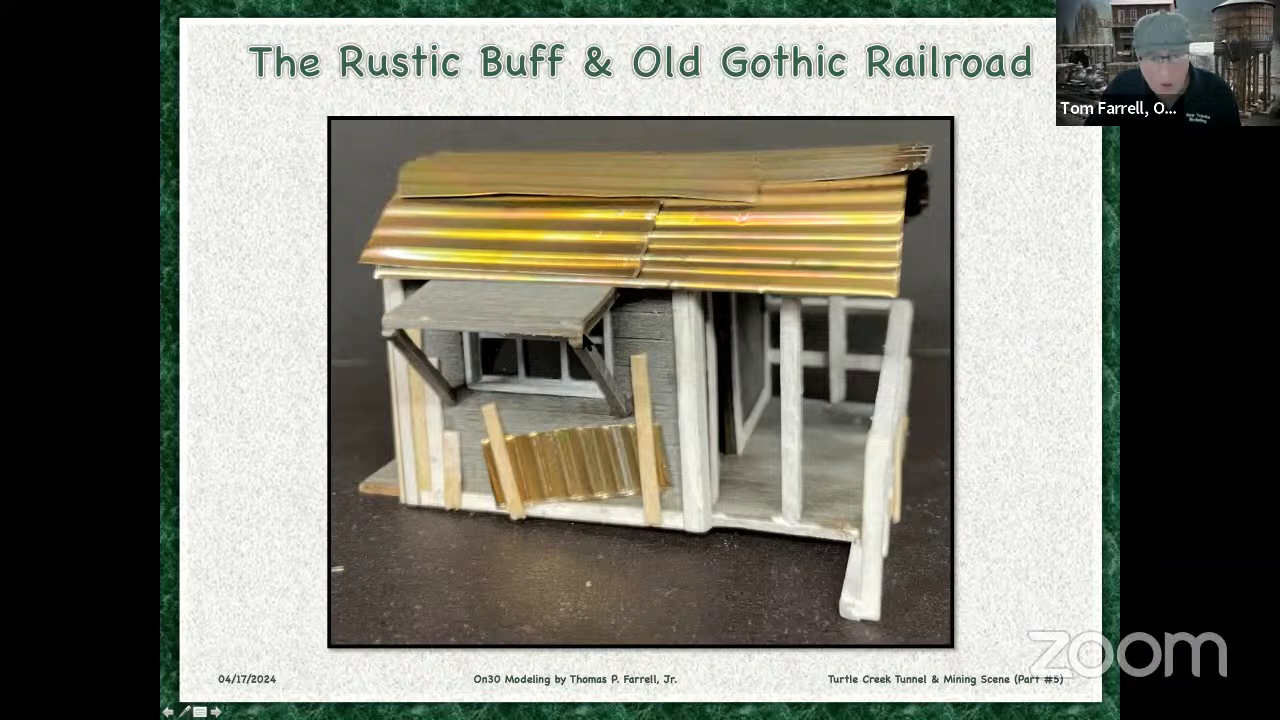 The Rustic Buff & Old Gothic Railroad
Tom Farrell, O...
04/17/2024
On30 Modeling by Thomas P. Farrell, Jr.
Turtle Creek Tunnel & Mining Scene (Part #5)
zoom